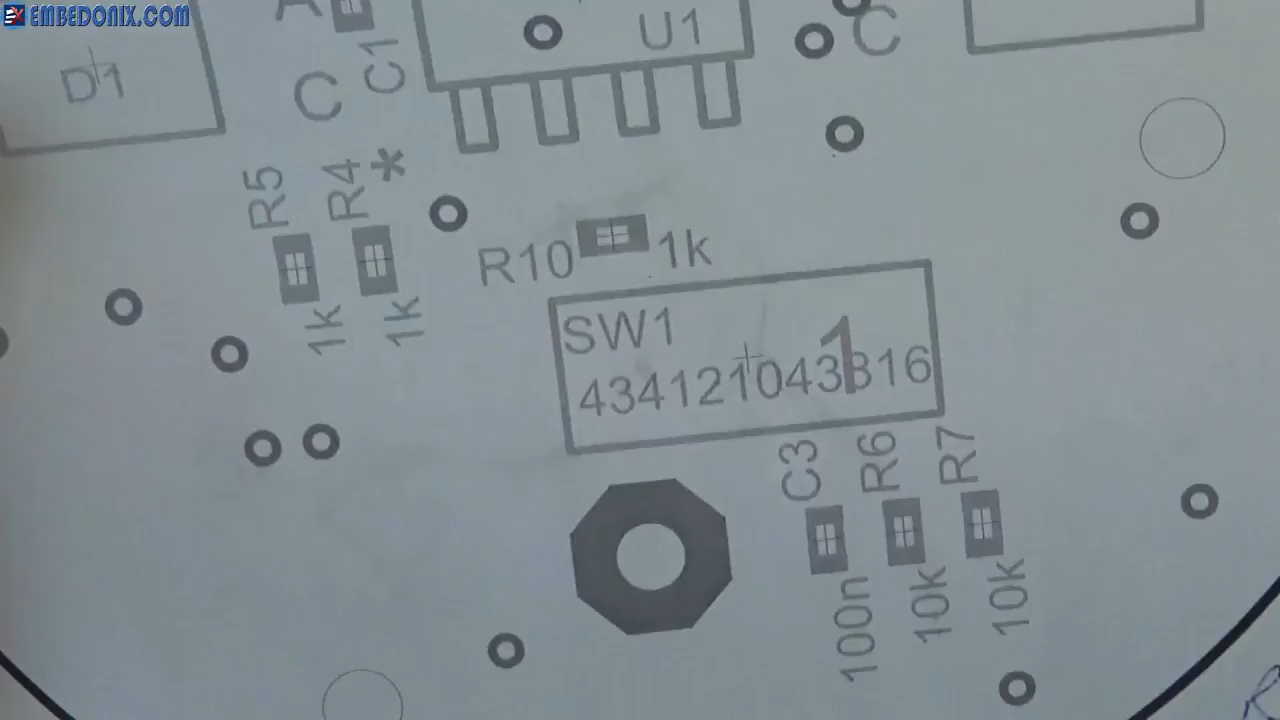 EMBEDONIX.COM
A
D1
C
C1
U1
C
R5
R4
*
R10
1k
1k
1k
SW1
434121043816
1
C3
R6
R7
100n
10k
10k